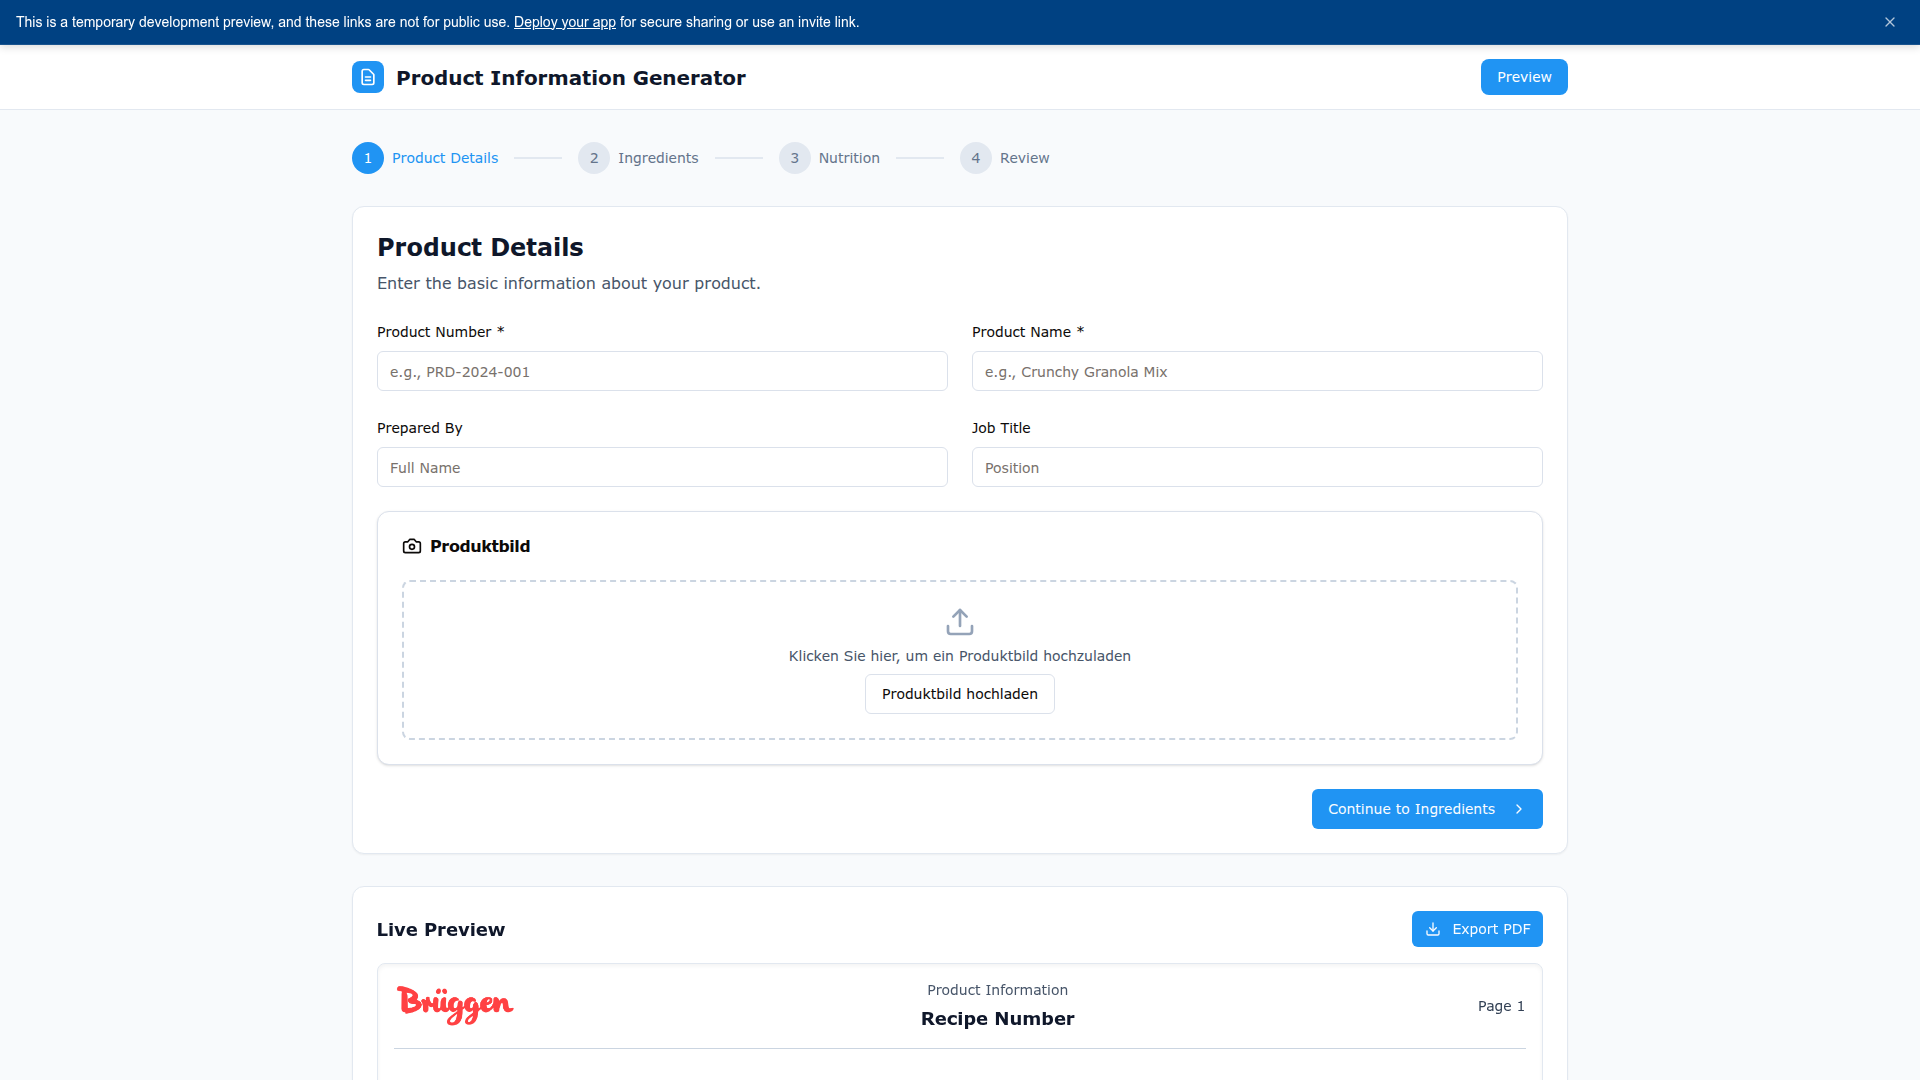 This is a temporary development preview, and these links are not for public use. Deploy your app for secure sharing or use an invite link.
Product Information Generator
Preview
1 Product Details 2 Ingredients 3 Nutrition 4 Review
Product Details
Enter the basic information about your product.
Product Number * Product Name *
e.g., PRD-2024-001 e.g., Crunchy Granola Mix
Prepared By Job Title
Full Name Position
Produktbild
Klicken Sie hier, um ein Produktbild hochzuladen
Produktbild hochladen
Continue to Ingredients
Live Preview Export PDF
Brüggen
Product Information
Recipe Number
Page 1